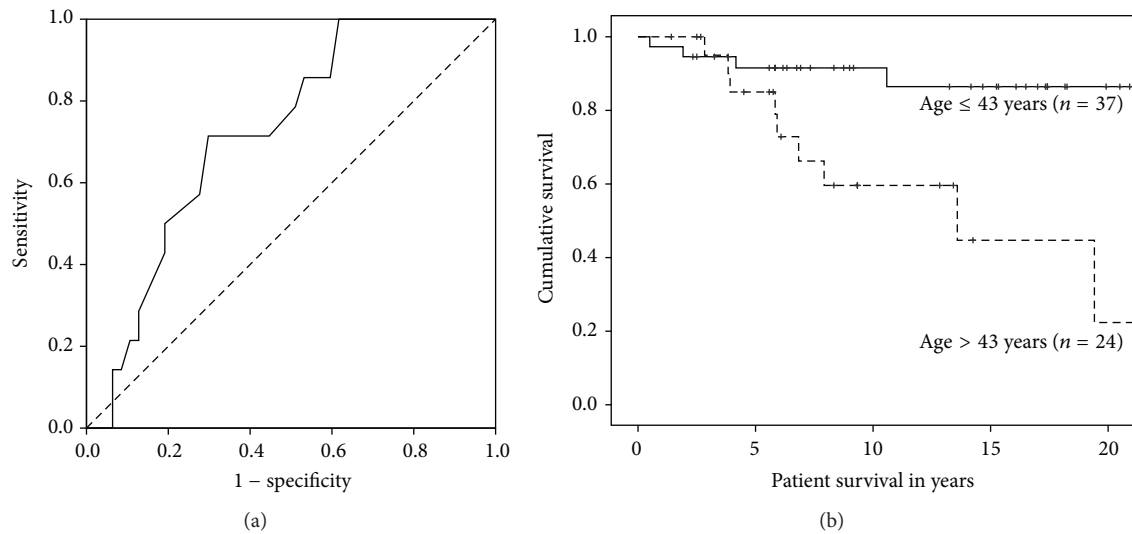 1.0
0.8
0.6
0.4
0.2
0.0
Sensitivity
0.0 0.2 0.4 0.6 0.8 1.0
1 − specificity
(a)
1.0
0.8
0.6
0.4
0.2
0.0
Cumulative survival
Age ≤ 43 years (n = 37)
Age > 43 years (n = 24)
0 5 10 15 20
Patient survival in years
(b)